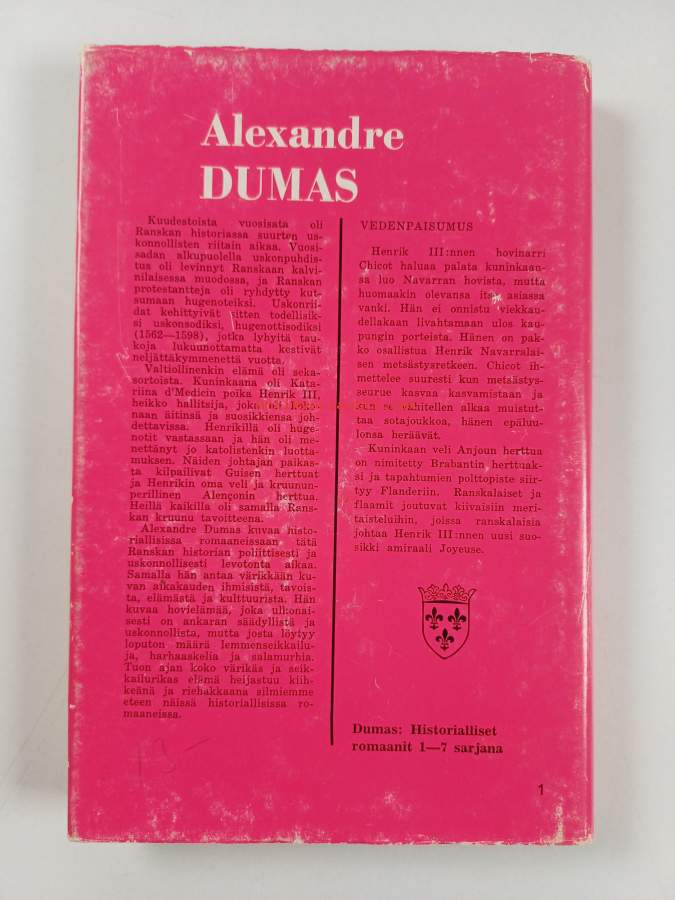 Alexandre
DUMAS
Kuudestoista vuosisata oli
Ranskan historiassa suurten us-
konnollisten riitain aikaa. Vuosi-
sadan alkupuolella uskonpuhdis-
tus oli levinnyt Ranskaan kalvi-
nilaisessa muodossa, ja Ranskan
protestantteja oli ryhdytty kut-
sumaan hugenoteiksi. Uskonrii-
dat kehittyivät sitten todellisik-
si uskonsodiksi, hugenottisodiksi
(1562—1598), jotka lyhyitä tau-
koja lukuunottamatta kestivät
neljättäkymmenettä vuotta.
Valtiollinenkin elämä oli seka-
sortoista. Kuninkaana oli Kata-
riina d'Medicin poika Henrik III,
heikko hallitsija, joka oli koko-
naan äitinsä ja suosikkiensa joh-
dettavissa. Henrikillä oli huge-
notit vastassaan ja hän oli me-
nettänyt jo katolistenkin luotta-
muksen. Näiden johtajan paikas-
ta kilpailivat Guisen herttuat
ja Henrikin oma veli ja kruunun-
perillinen Alençonin herttua.
Heillä kaikilla oli samalla Rans-
kan kruunu tavoitteena.
Alexandre Dumas kuvaa histo-
riallisissa romaaneissaan tätä
Ranskan historian poliittisesti ja
uskonnollisesti levotonta aikaa.
Samalla hän antaa värikkään ku-
van aikakauden ihmisistä, tavois-
ta, elämästä ja kulttuurista. Hän
kuvaa hovielämää, joka ulkonai-
sesti on ankaran säädyllistä ja
uskonnollista, mutta josta löytyy
loputon määrä lemmenseikkailu-
ja, harhaaskelia ja salamurhia.
Tuon ajan koko värikäs ja seik-
kailurikas elämä heijastuu kiih-
keänä ja riehakkaana silmiemme
eteen näissä historiallisissa ro-
maaneissa.
VEDENPAISUMUS
Henrik III:nnen hovinarri
Chicot haluaa palata kuninkaan-
sa luo Navarran hovista, mutta
huomaakin olevansa itse asiassa
vanki. Hän ei onnistu viekkau-
dellakaan livahtamaan ulos kau-
pungin porteista. Hänen on pak-
ko osallistua Henrik Navarralai-
sen metsästysretkeen. Chicot ih-
mettelee suuresti kun metsästys-
seurue kasvaa kasvamistaan ja
kun se vähitellen alkaa muistut-
taa sotajoukkoa, hänen epäluu-
lonsa heräävät.
Kuninkaan veli Anjoun herttua
on nimitetty Brabantin herttuak-
si ja tapahtumien polttopiste siir-
tyy Flanderiin. Ranskalaiset ja
flaamit joutuvat kiivaisiin meri-
taisteluihin, joissa ranskalaisia
johtaa Henrik III:nnen uusi suo-
sikki amiraali Joyeuse.
Dumas: Historialliset
romaanit 1—7 sarjana
13-
1